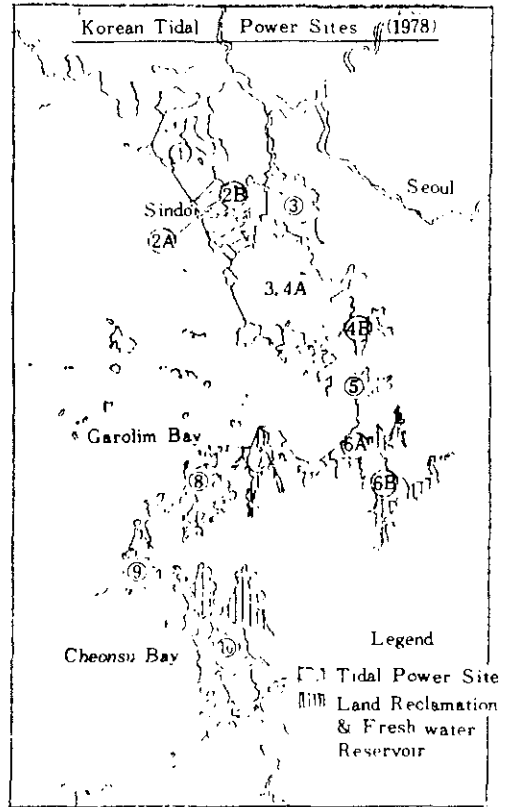 Korean Tidal Power Sites (1978)
1
2B
3
Seoul
Sindo
2A
3, 4A
4B
5
Garolim Bay
6A
8
6B
9
Cheonsu Bay
10
Legend
Tidal Power Site
Land Reclamation
& Fresh water
Reservoir